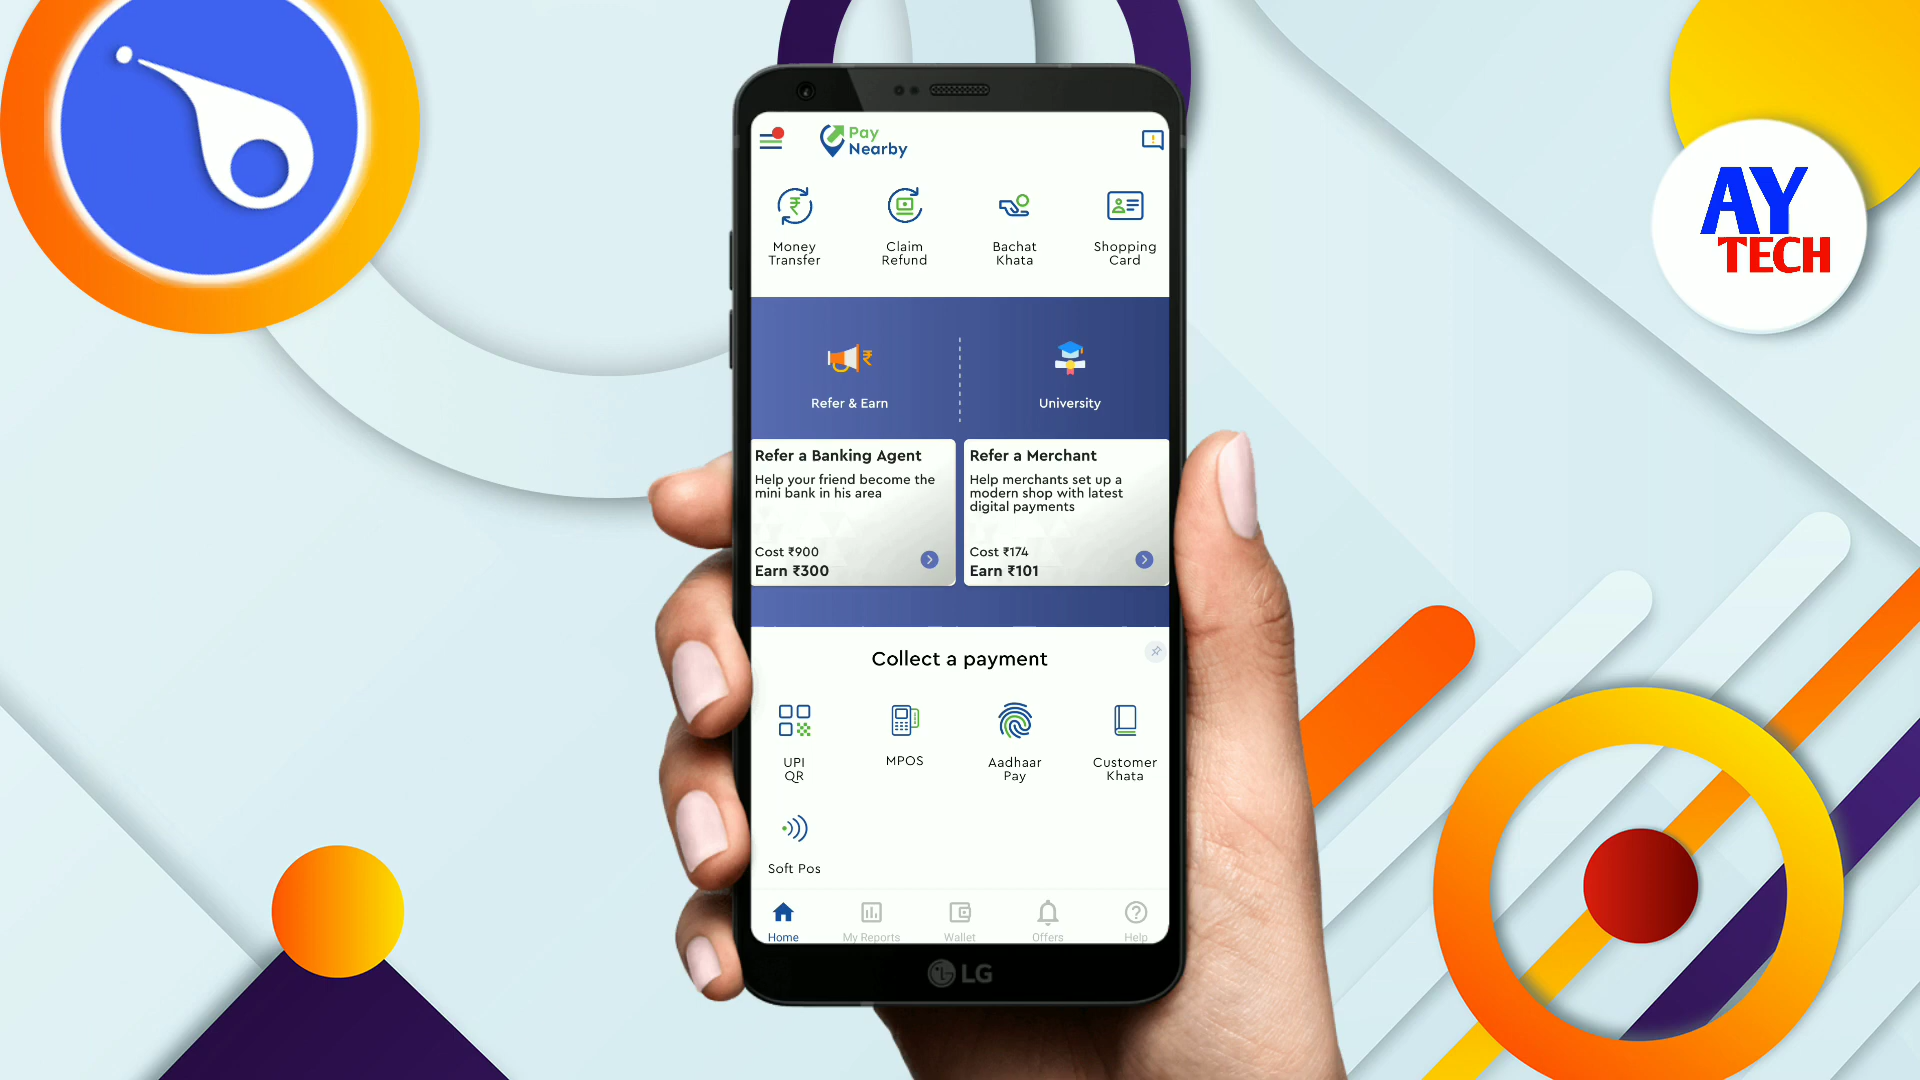 Pay
Nearby
Money
Transfer
Claim
Refund
Bachat
Khata
Shopping
Card
AY
TECH
Refer & Earn
University
Refer a Banking Agent
Help your friend become the
mini bank in his area
Cost ₹900
Earn ₹300
Refer a Merchant
Help merchants set up a
modern shop with latest
digital payments
Cost ₹174
Earn ₹101
Collect a payment
UPI
QR
MPOS
Aadhaar
Pay
Customer
Khata
Soft Pos
Home
My Reports
Wallet
Offers
Help
LG